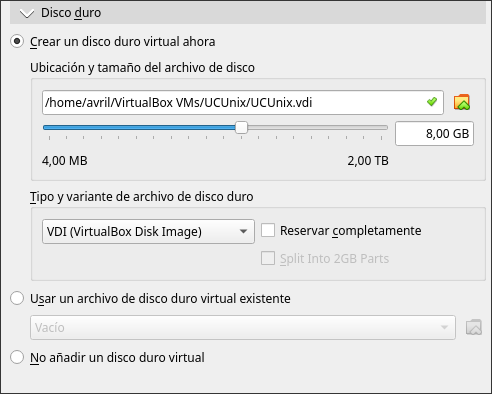 Disco duro
Crear un disco duro virtual ahora
Ubicación y tamaño del archivo de disco
/home/avril/VirtualBox VMs/UCUnix/UCUnix.vdi
8,00 GB
4,00 MB 2,00 TB
Tipo y variante de archivo de disco duro
VDI (VirtualBox Disk Image) Reservar completamente
Split Into 2GB Parts
Usar un archivo de disco duro virtual existente
Vacío
No añadir un disco duro virtual